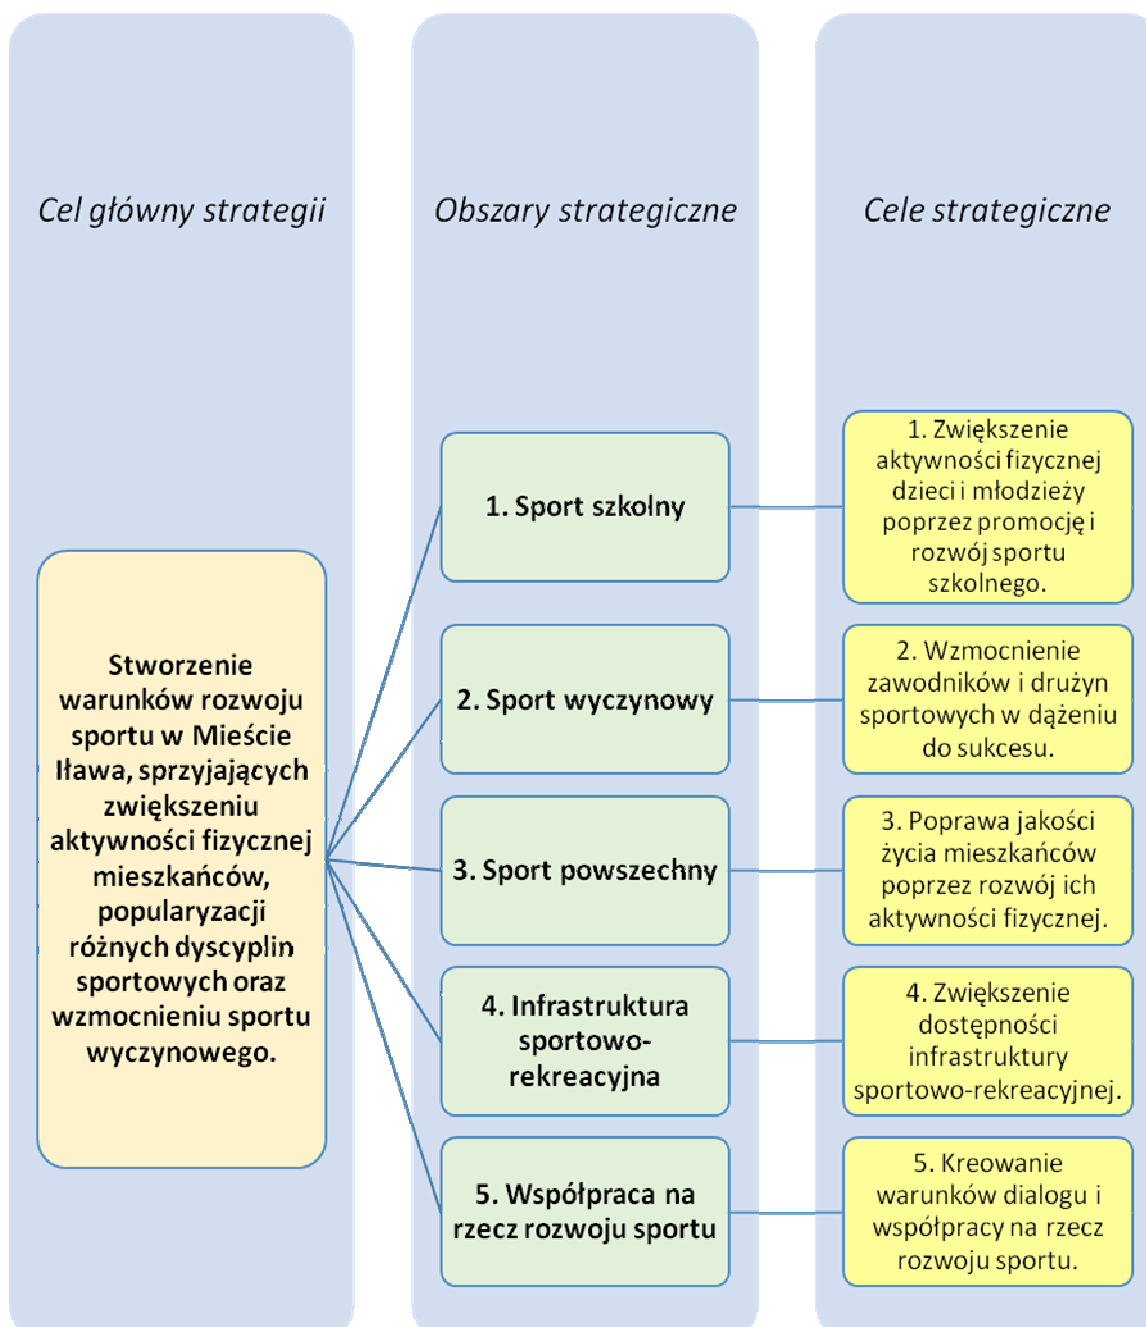 Cel główny strategii
Obszary strategiczne
Cele strategiczne
Stworzenie
warunków rozwoju
sportu w Mieście
Iława, sprzyjających
zwiększeniu
aktywności fizycznej
mieszkańców,
popularyzacji
różnych dyscyplin
sportowych oraz
wzmocnieniu sportu
wyczynowego.
1. Sport szkolny
1. Zwiększenie
aktywności fizycznej
dzieci i młodzieży
poprzez promocję i
rozwój sportu
szkolnego.
2. Sport wyczynowy
2. Wzmocnienie
zawodników i drużyn
sportowych w dążeniu
do sukcesu.
3. Sport powszechny
3. Poprawa jakości
życia mieszkańców
poprzez rozwój ich
aktywności fizycznej.
4. Infrastruktura
sportowo-
rekreacyjna
4. Zwiększenie
dostępności
infrastruktury
sportowo-rekreacyjnej.
5. Współpraca na
rzecz rozwoju sportu
5. Kreowanie
warunków dialogu i
współpracy na rzecz
rozwoju sportu.